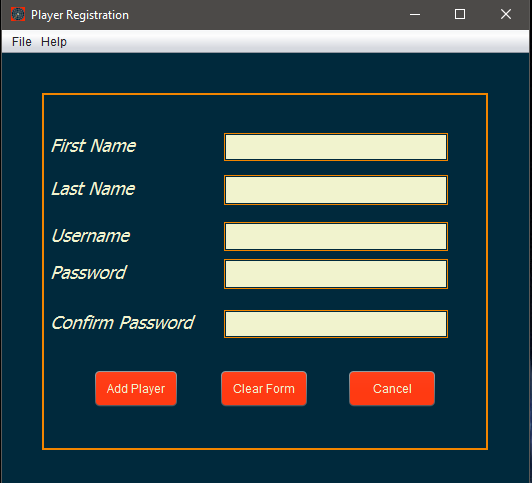 Player Registration
File Help
First Name
Last Name
Username
Password
Confirm Password
Add Player Clear Form Cancel